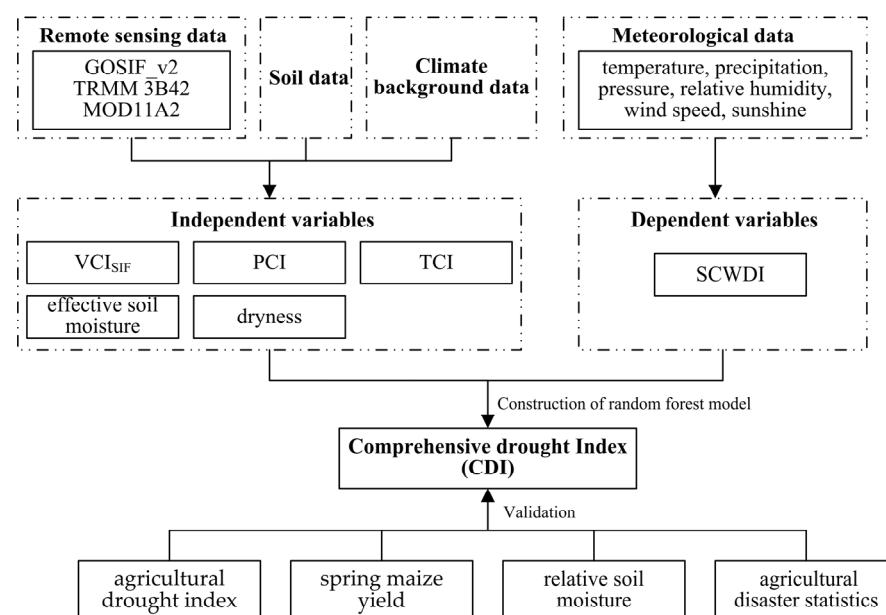 Remote sensing data
GOSIF_v2
TRMM 3B42
MOD11A2
Soil data
Climate
background data
Meteorological data
temperature, precipitation,
pressure, relative humidity,
wind speed, sunshine
Independent variables
VCISIF
PCI
TCI
effective soil
moisture
dryness
Dependent variables
SCWDI
Construction of random forest model
Comprehensive drought Index
(CDI)
Validation
agricultural
drought index
spring maize
yield
relative soil
moisture
agricultural
disaster statistics